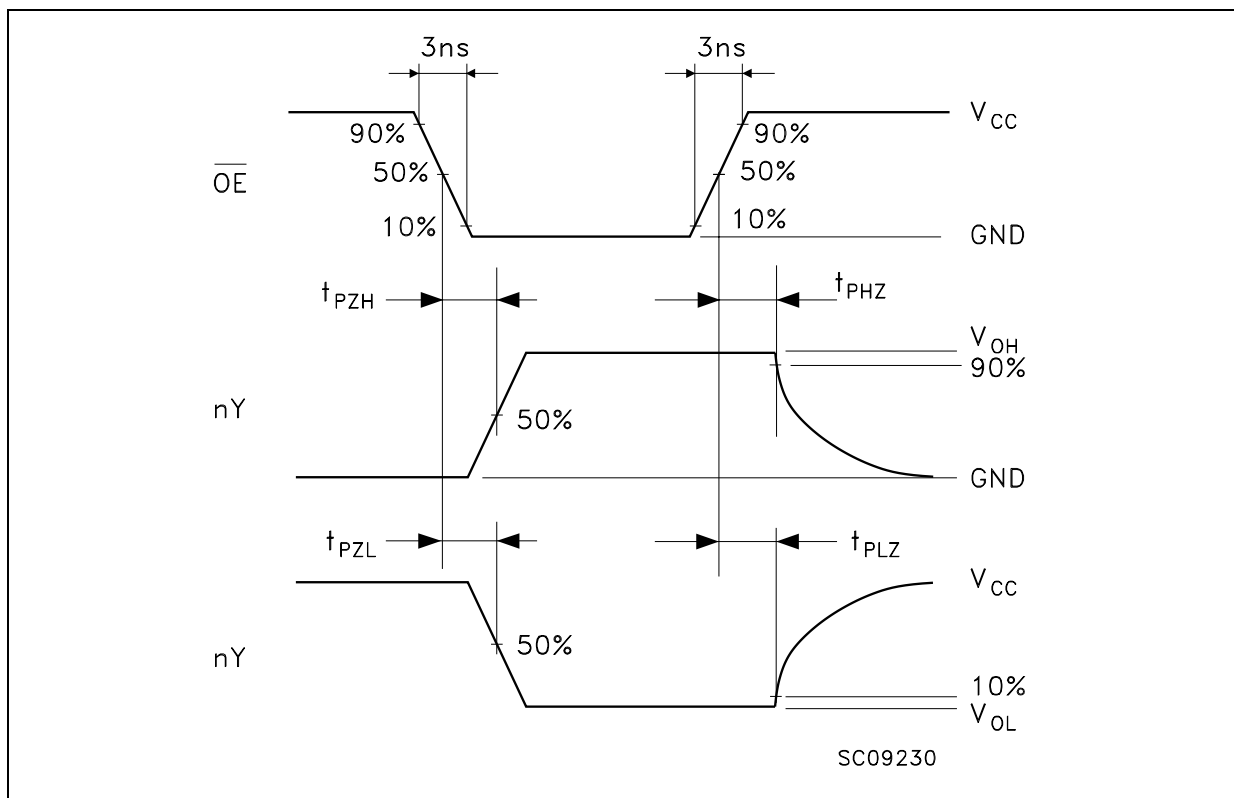 3ns 3ns
V_CC
90% 90%
50% 50%
O̅E̅
10% 10%
GND
t_PZH t_PHZ
V_OH
90%
nY
50%
GND
t_PZL t_PLZ
V_CC
nY
50%
10%
V_OL
SC09230